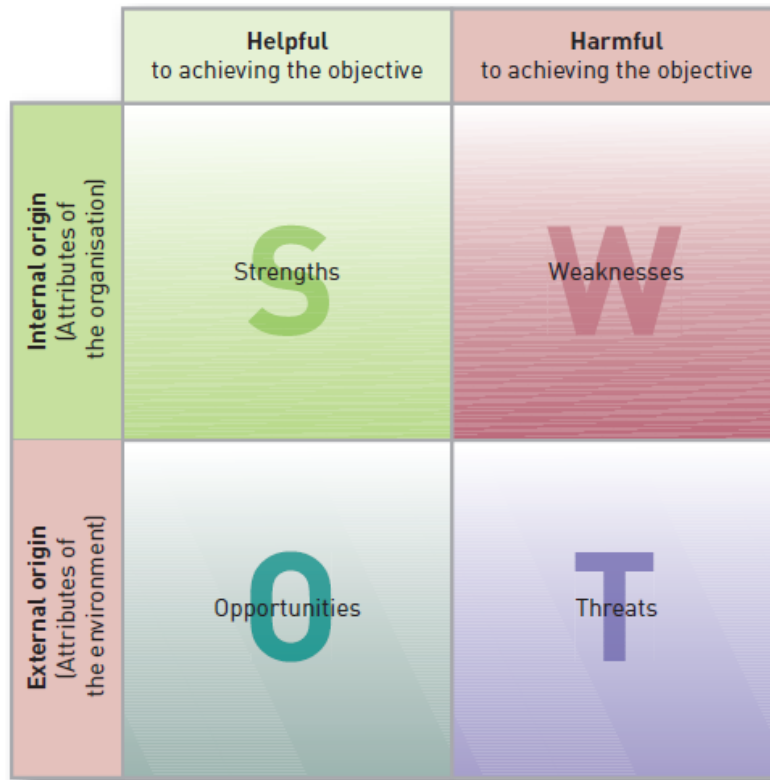 Helpful
to achieving the objective
Harmful
to achieving the objective
Internal origin
(Attributes of
the organisation)
S
Strengths
W
Weaknesses
External origin
(Attributes of
the environment)
O
Opportunities
T
Threats